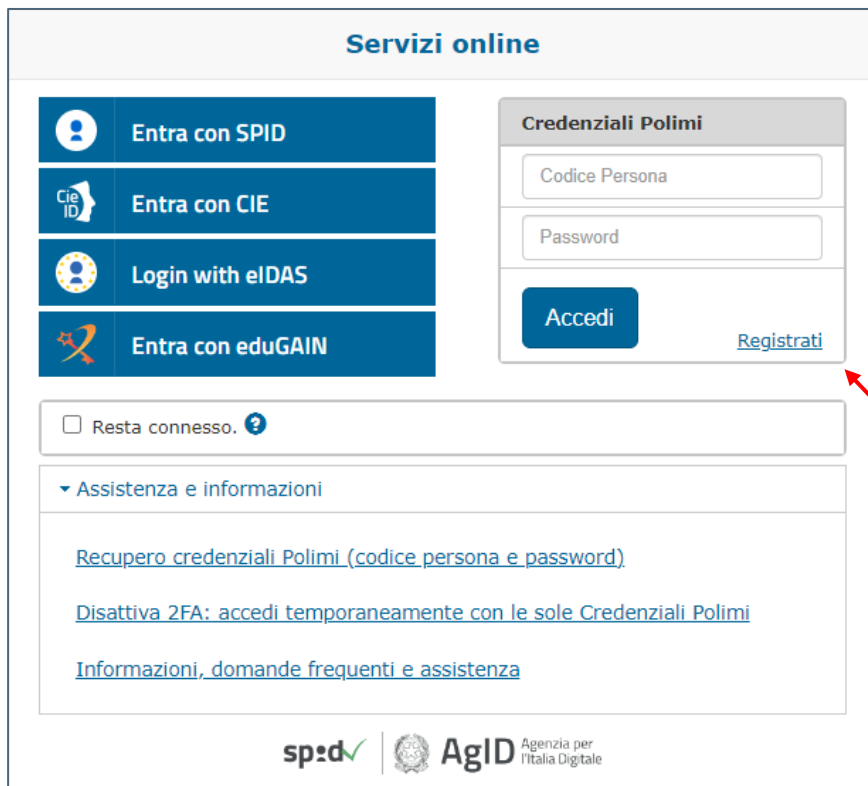 Servizi online
Entra con SPID
Cie ID
Entra con CIE
Login with eIDAS
Entra con eduGAIN
Credenziali Polimi
Codice Persona
Password
Accedi
Registrati
Resta connesso. ?
Assistenza e informazioni
Recupero credenziali Polimi (codice persona e password)
Disattiva 2FA: accedi temporaneamente con le sole Credenziali Polimi
Informazioni, domande frequenti e assistenza
spid
AgID
Agenzia per
l'Italia Digitale